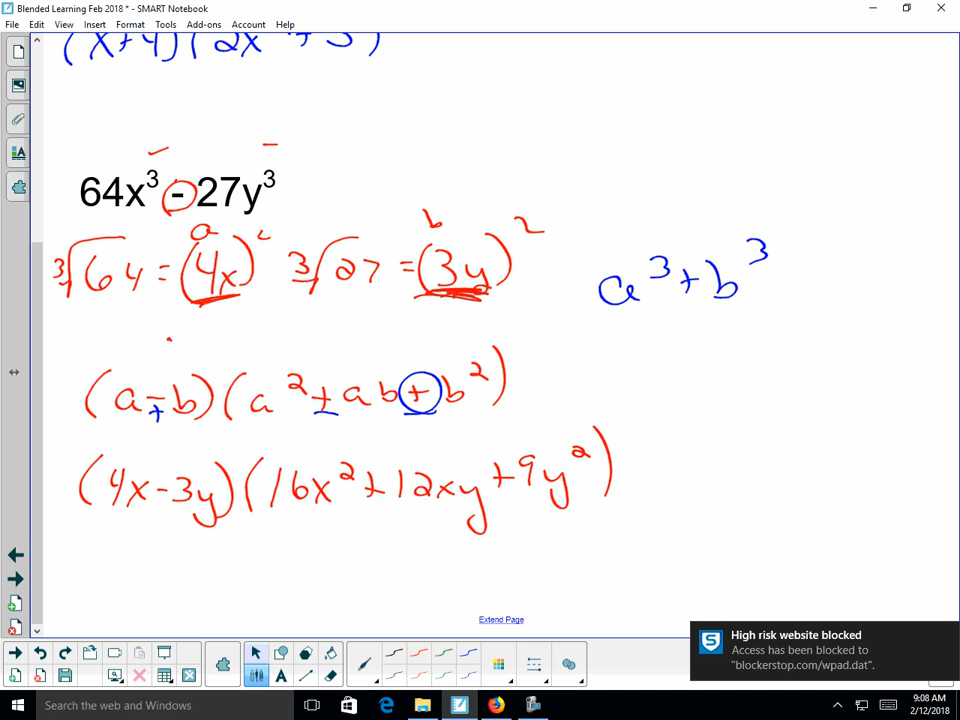 Blended Learning Feb 2018 * - SMART Notebook
File Edit View Insert Format Tools Add-ons Account Help
(x+4)(2x² + 3)
64x³ - 27y³
a b
∛64 = (4x)² ∛27 = (3y)²
a³ + b³
(a - b)(a² + ab + b²)
+ −
(4x - 3y)(16x² + 12xy + 9y²)
Extend Page
High risk website blocked
Access has been blocked to
"blockerstop.com/wpad.dat".
Search the web and Windows
9:08 AM
2/12/2018